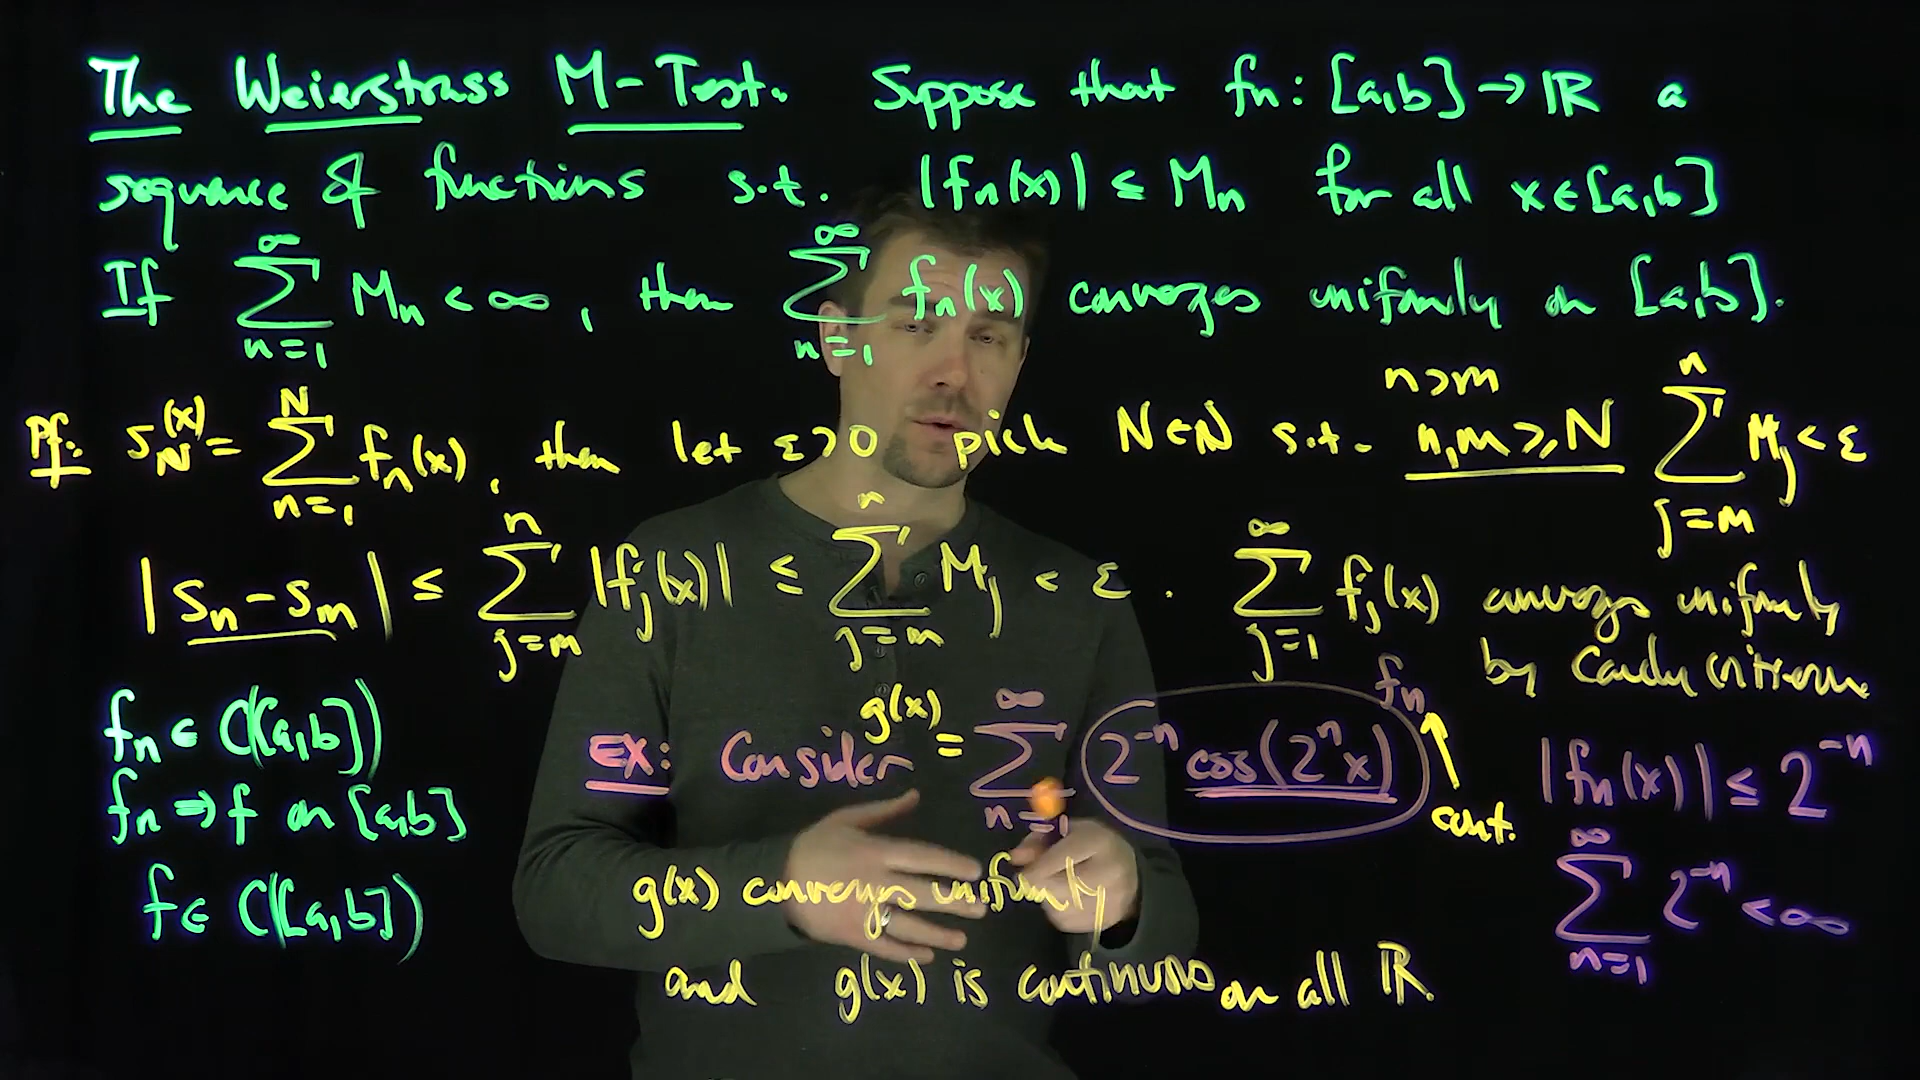 The Weierstrass M-Test. Suppose that fn: [a,b] → ℝ a
sequence of functions s.t. |fn(x)| ≤ Mn for all x∈[a,b]
If ∑_{n=1}^{∞} Mn < ∞, then ∑_{n=1}^{∞} fn(x) converges uniformly on [a,b].
Pf: S_N(x) = ∑_{n=1}^{N} fn(x), then let ε>0 pick N∈ℕ s.t. n,m ≥ N n>m ∑_{j=m}^{n} Mj < ε
|Sn - Sm| ≤ ∑_{j=m}^{n} |fj(x)| ≤ ∑_{j=m}^{n} Mj < ε. ∑_{j=1}^{∞} fj(x) converges uniformly
by Cauchy criterion
fn ∈ C([a,b])
fn ⇒ f on [a,b]
f ∈ C([a,b])
EX: Consider g(x) = ∑_{n=1}^{∞} 2^{-n} cos(2^n x)
fn
cont.
g(x) converges uniformly
and g(x) is continuous on all ℝ.
|fn(x)| ≤ 2^{-n}
∑_{n=1}^{∞} 2^{-n} < ∞